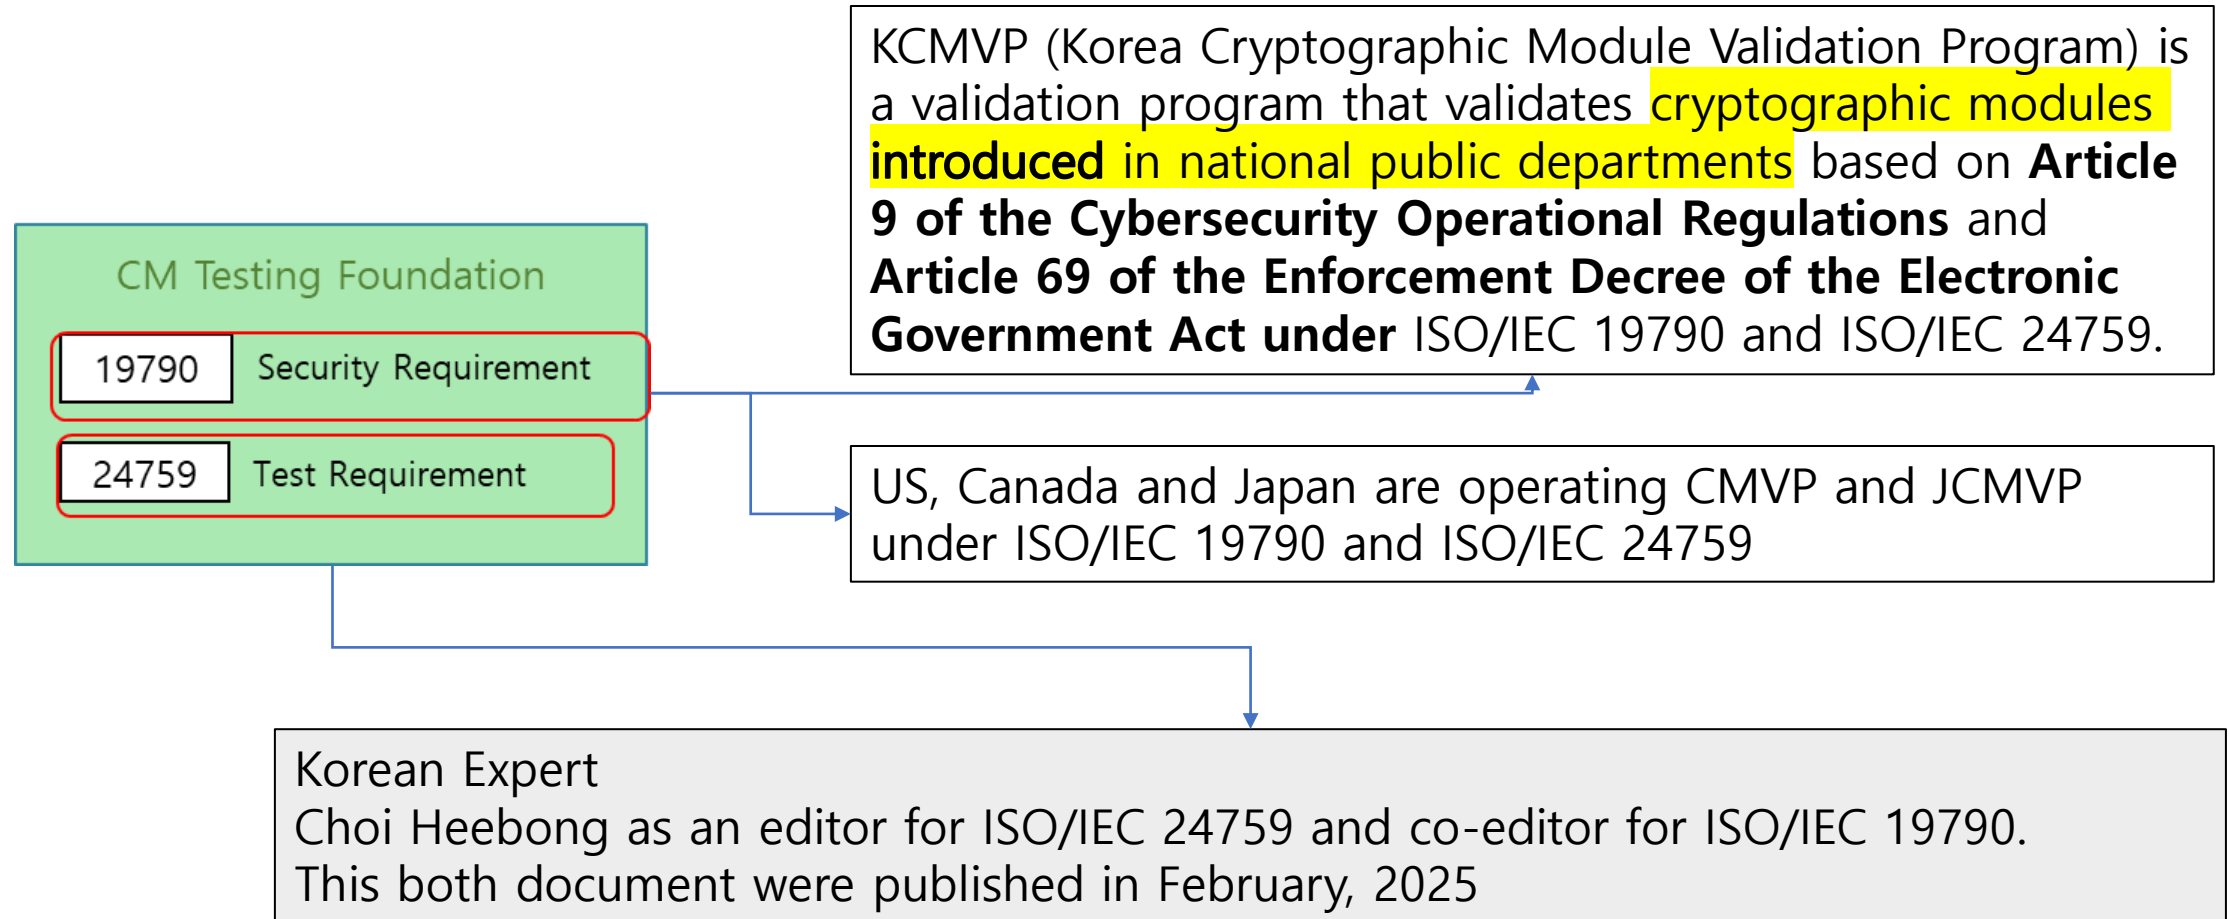 KCMVP (Korea Cryptographic Module Validation Program) is
a validation program that validates cryptographic modules
introduced in national public departments based on Article
9 of the Cybersecurity Operational Regulations and
Article 69 of the Enforcement Decree of the Electronic
Government Act under ISO/IEC 19790 and ISO/IEC 24759.
CM Testing Foundation
19790 Security Requirement
24759 Test Requirement
US, Canada and Japan are operating CMVP and JCMVP
under ISO/IEC 19790 and ISO/IEC 24759
Korean Expert
Choi Heebong as an editor for ISO/IEC 24759 and co-editor for ISO/IEC 19790.
This both document were published in February, 2025